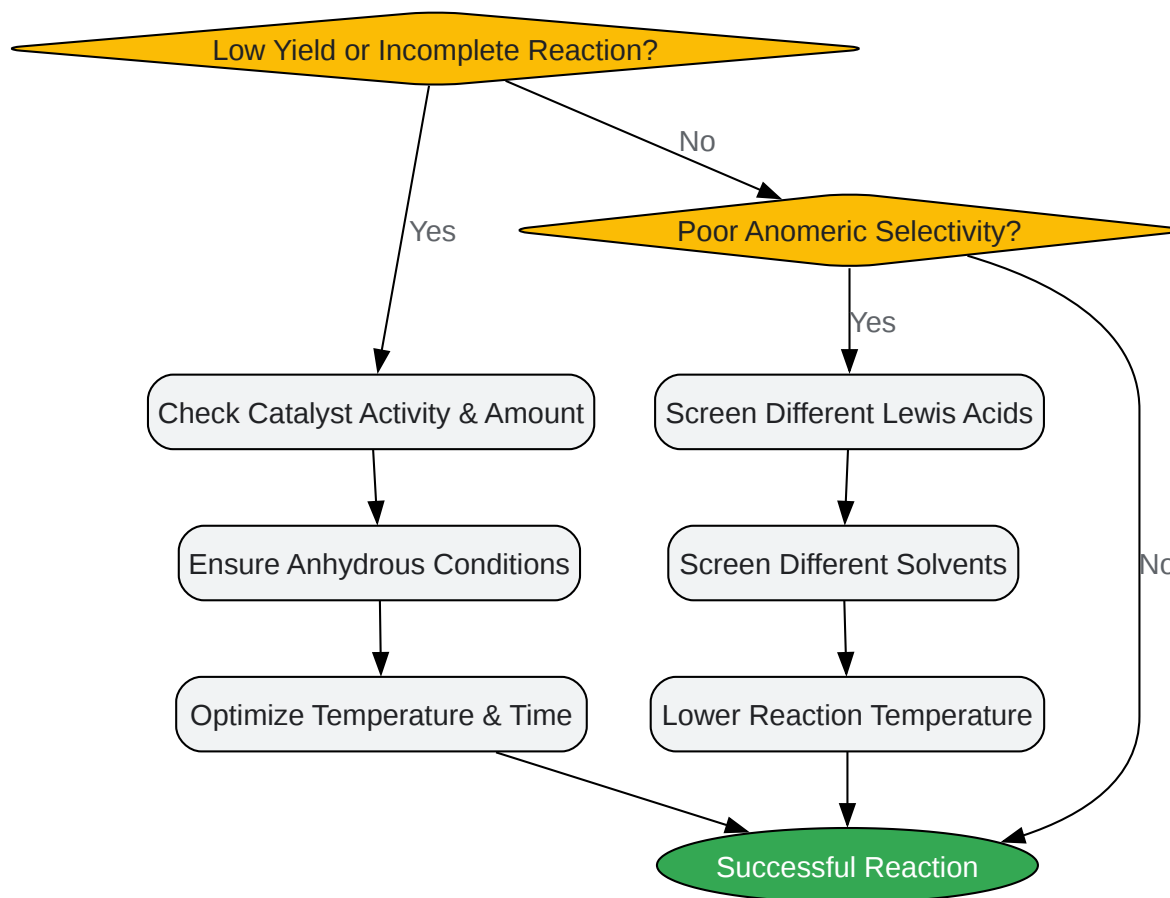 Low Yield or Incomplete Reaction?
No
Poor Anomeric Selectivity?
Yes
Yes
Check Catalyst Activity & Amount
Screen Different Lewis Acids
Ensure Anhydrous Conditions
Screen Different Solvents
No
Optimize Temperature & Time
Lower Reaction Temperature
Successful Reaction